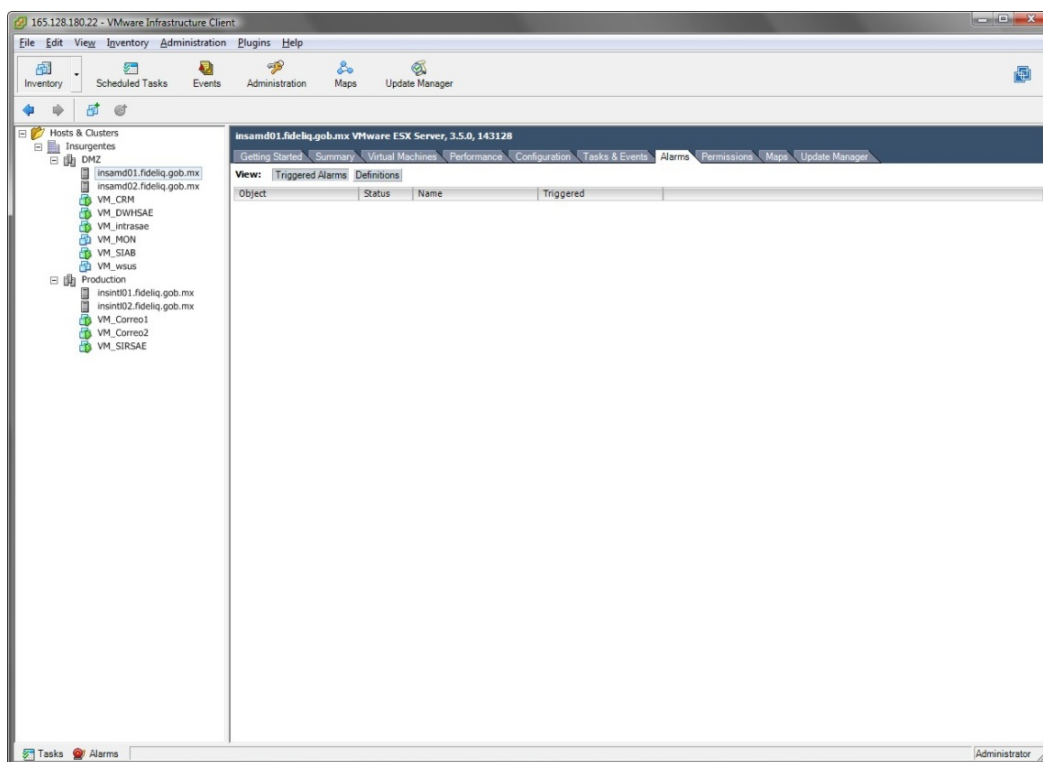 165.128.180.22 - VMware Infrastructure Client
File Edit View Inventory Administration Plugins Help
Inventory Scheduled Tasks Events Administration Maps Update Manager
Hosts & Clusters
Insurgentes
DMZ
insamd01.fideliq.gob.mx
insamd02.fideliq.gob.mx
VM_CRM
VM_DWHSAE
VM_intrasae
VM_MON
VM_SIAB
VM_wsus
Production
insintl01.fideliq.gob.mx
insintl02.fideliq.gob.mx
VM_Correo1
VM_Correo2
VM_SIRSAE
insamd01.fideliq.gob.mx VMware ESX Server, 3.5.0, 143128
Getting Started Summary Virtual Machines Performance Configuration Tasks & Events Alarms Permissions Maps Update Manager
View: Triggered Alarms Definitions
Object Status Name Triggered
Tasks Alarms Administrator